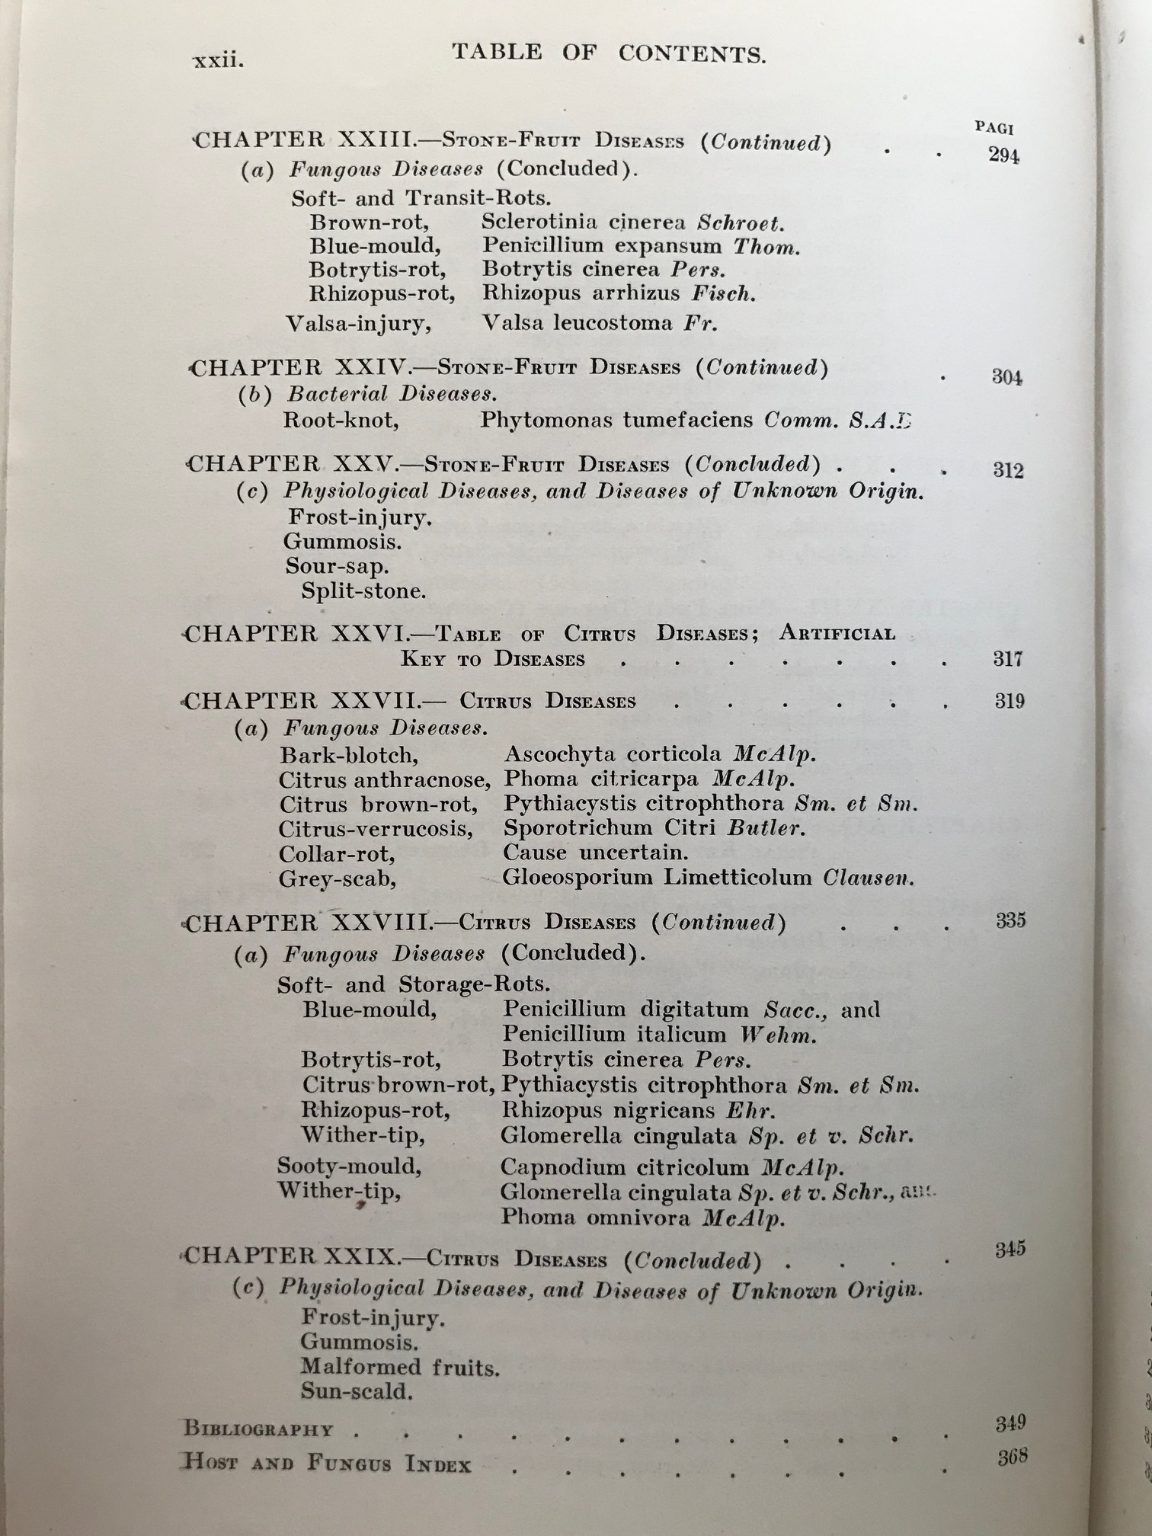 xxii.
TABLE OF CONTENTS.
PAGE
CHAPTER XXIII.—STONE-FRUIT DISEASES (Continued) . . 294
(a) Fungous Diseases (Concluded).
Soft- and Transit-Rots.
Brown-rot, Sclerotinia cinerea Schroet.
Blue-mould, Penicillium expansum Thom.
Botrytis-rot, Botrytis cinerea Pers.
Rhizopus-rot, Rhizopus arrhizus Fisch.
Valsa-injury, Valsa leucostoma Fr.
CHAPTER XXIV.—STONE-FRUIT DISEASES (Continued) . 304
(b) Bacterial Diseases.
Root-knot, Phytomonas tumefaciens Comm. S.A.B
CHAPTER XXV.—STONE-FRUIT DISEASES (Concluded) . . . 312
(c) Physiological Diseases, and Diseases of Unknown Origin.
Frost-injury.
Gummosis.
Sour-sap.
Split-stone.
CHAPTER XXVI.—TABLE OF CITRUS DISEASES; ARTIFICIAL
KEY TO DISEASES . . . . . . . 317
CHAPTER XXVII.— CITRUS DISEASES . . . . . . 319
(a) Fungous Diseases.
Bark-blotch, Ascochyta corticola McAlp.
Citrus anthracnose, Phoma citricarpa McAlp.
Citrus brown-rot, Pythiacystis citrophthora Sm. et Sm.
Citrus-verrucosis, Sporotrichum Citri Butler.
Collar-rot, Cause uncertain.
Grey-scab, Gloeosporium Limetticolum Clausen.
CHAPTER XXVIII.—CITRUS DISEASES (Continued) . . . 335
(a) Fungous Diseases (Concluded).
Soft- and Storage-Rots.
Blue-mould, Penicillium digitatum Sacc., and
Penicillium italicum Wehm.
Botrytis-rot, Botrytis cinerea Pers.
Citrus brown-rot, Pythiacystis citrophthora Sm. et Sm.
Rhizopus-rot, Rhizopus nigricans Ehr.
Wither-tip, Glomerella cingulata Sp. et v. Schr.
Sooty-mould, Capnodium citricolum McAlp.
Wither-tip, Glomerella cingulata Sp. et v. Schr., and
Phoma omnivora McAlp.
CHAPTER XXIX.—CITRUS DISEASES (Concluded) . . . . 345
(c) Physiological Diseases, and Diseases of Unknown Origin.
Frost-injury.
Gummosis.
Malformed fruits.
Sun-scald.
BIBLIOGRAPHY . . . . . . . . . . . . 349
HOST AND FUNGUS INDEX . . . . . . . . 368